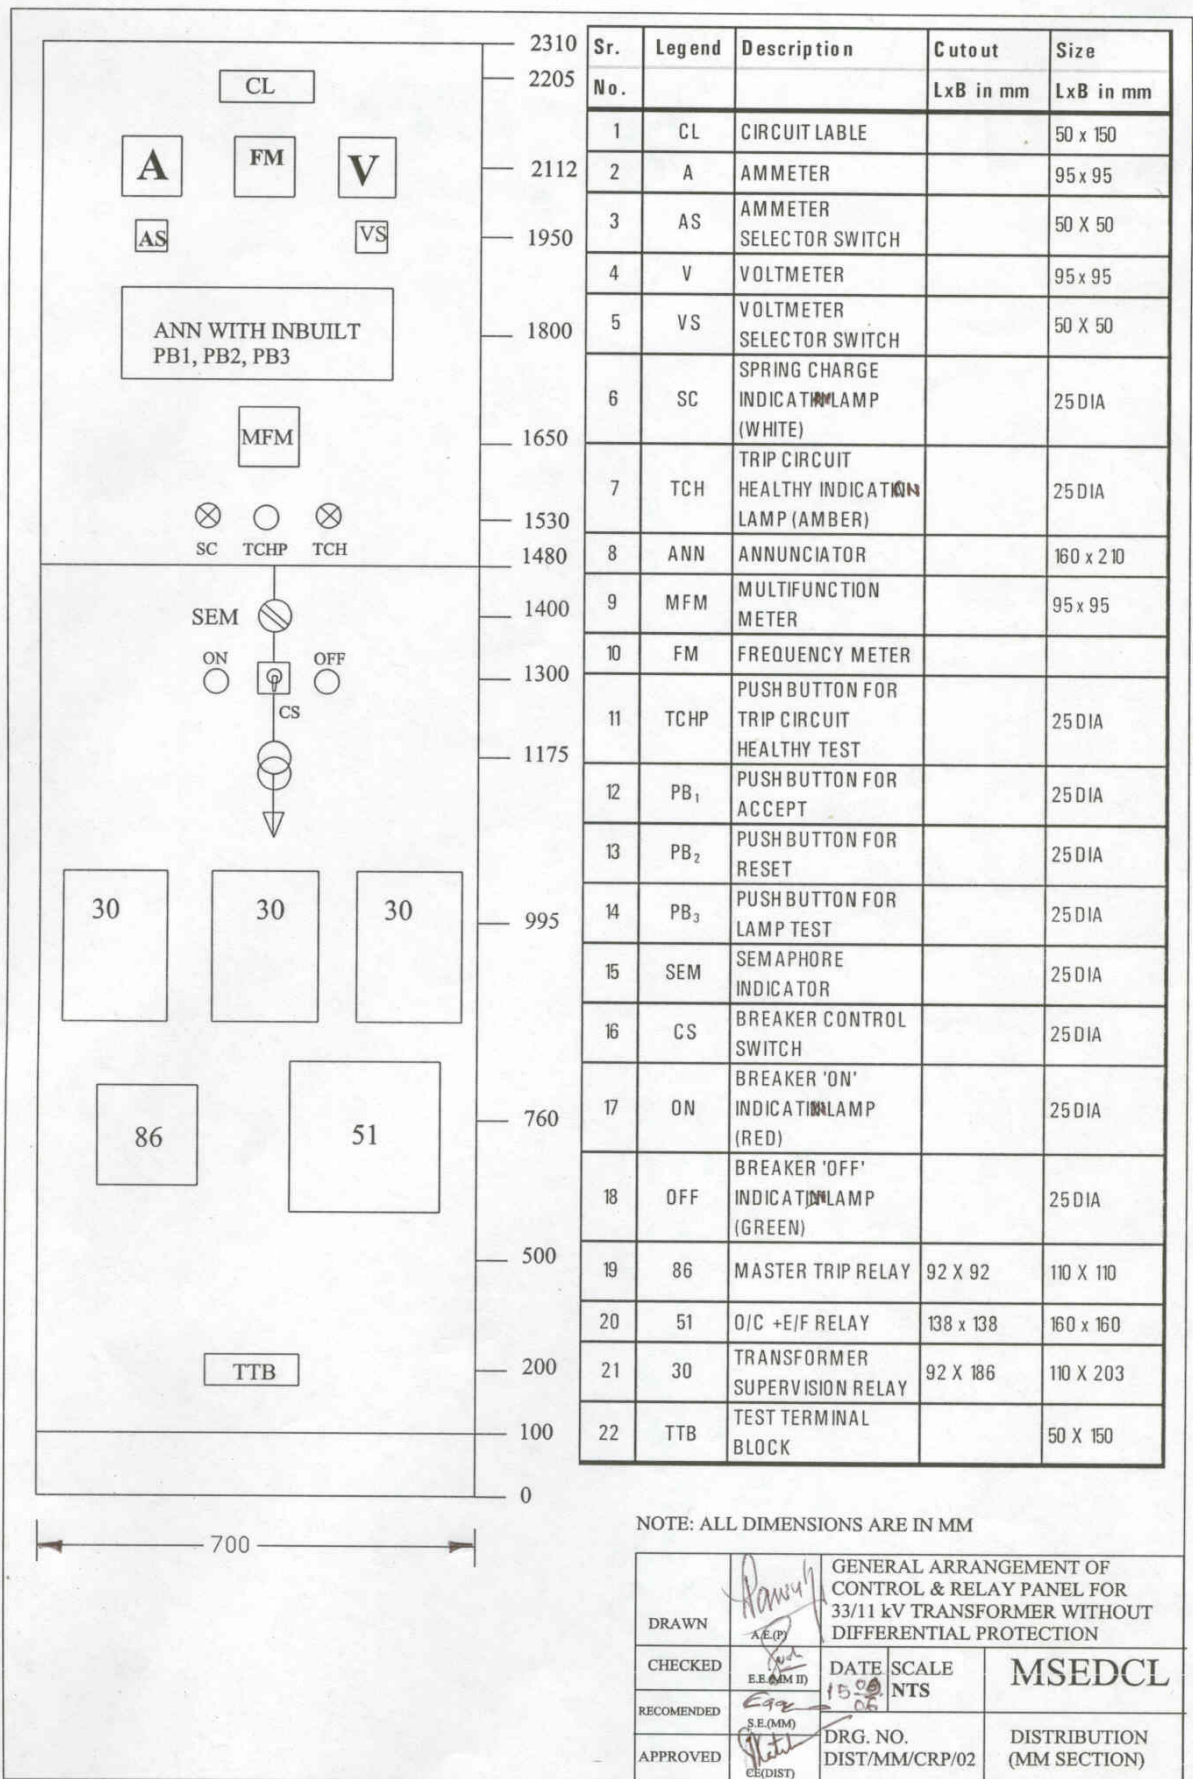 2310
2205
2112
1950
1800
1650
1530
1480
1400
1300
1175
995
760
500
200
100
0
CL
A
FM
V
AS
VS
ANN WITH INBUILT
PB1, PB2, PB3
MFM
SC TCHP TCH
SEM
ON OFF
CS
30 30 30
86 51
TTB
700
Sr. Legend Description Cutout Size
No. LxB in mm LxB in mm
1 CL CIRCUIT LABLE 50 x 150
2 A AMMETER 95 x 95
3 AS AMMETER
SELECTOR SWITCH 50 X 50
4 V VOLTMETER 95 x 95
5 VS VOLTMETER
SELECTOR SWITCH 50 X 50
6 SC SPRING CHARGE
INDICATION LAMP 25 DIA
(WHITE)
7 TCH TRIP CIRCUIT
HEALTHY INDICATION 25 DIA
LAMP (AMBER)
8 ANN ANNUNCIATOR 160 x 210
9 MFM MULTIFUNCTION
METER 95 x 95
10 FM FREQUENCY METER
11 TCHP PUSH BUTTON FOR
TRIP CIRCUIT 25 DIA
HEALTHY TEST
12 PB₁ PUSH BUTTON FOR
ACCEPT 25 DIA
13 PB₂ PUSH BUTTON FOR
RESET 25 DIA
14 PB₃ PUSH BUTTON FOR
LAMP TEST 25 DIA
15 SEM SEMAPHORE
INDICATOR 25 DIA
16 CS BREAKER CONTROL
SWITCH 25 DIA
17 ON BREAKER 'ON'
INDICATION LAMP 25 DIA
(RED)
18 OFF BREAKER 'OFF'
INDICATION LAMP 25 DIA
(GREEN)
19 86 MASTER TRIP RELAY 92 X 92 110 X 110
20 51 O/C +E/F RELAY 138 x 138 160 x 160
21 30 TRANSFORMER
SUPERVISION RELAY 92 X 186 110 X 203
22 TTB TEST TERMINAL
BLOCK 50 X 150
NOTE: ALL DIMENSIONS ARE IN MM
DRAWN
A.E.(P)
GENERAL ARRANGEMENT OF
CONTROL & RELAY PANEL FOR
33/11 kV TRANSFORMER WITHOUT
DIFFERENTIAL PROTECTION
CHECKED
E.E.(MM II)
DATE
SCALE
NTS
MSEDCL
RECOMENDED
S.E.(MM)
APPROVED
CE(DIST)
DRG. NO.
DIST/MM/CRP/02
DISTRIBUTION
(MM SECTION)